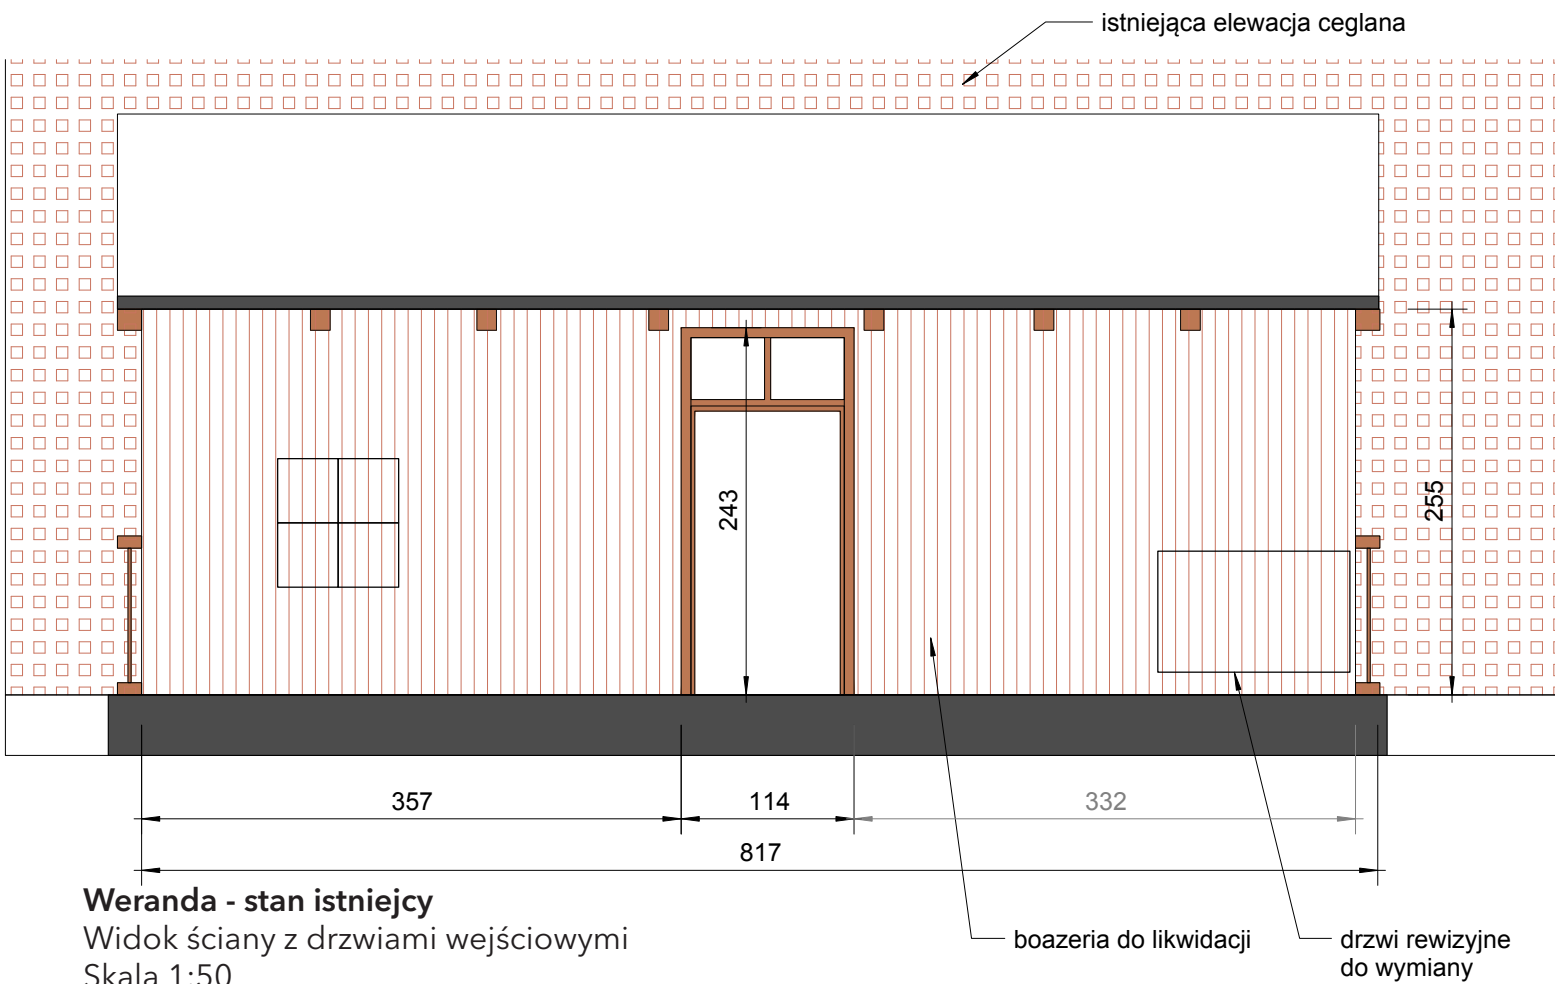 istniejąca elewacja ceglana
243
255
357
114
332
817
Weranda - stan istniejcy
Widok ściany z drzwiami wejściowymi
Skala 1:50
boazeria do likwidacji
drzwi rewizyjne
do wymiany